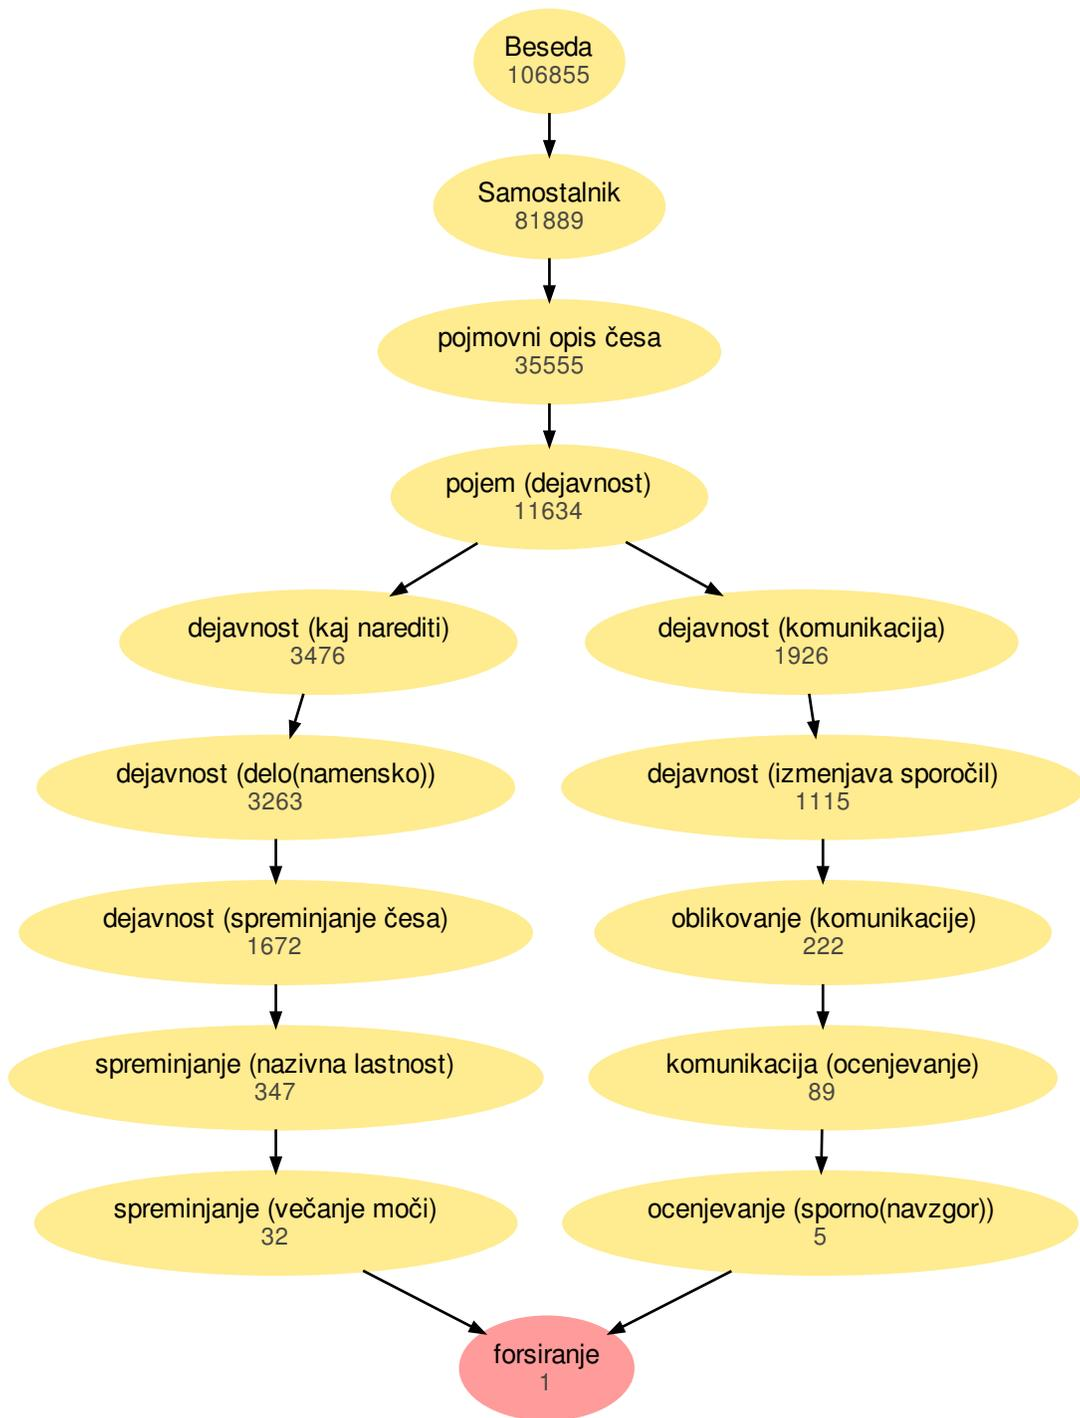 Beseda
106855
Samostalnik
81889
pojmovni opis česa
35555
pojem (dejavnost)
11634
dejavnost (kaj narediti)
3476
dejavnost (komunikacija)
1926
dejavnost (delo(namensko))
3263
dejavnost (izmenjava sporočil)
1115
dejavnost (spreminjanje česa)
1672
oblikovanje (komunikacije)
222
spreminjanje (nazivna lastnost)
347
komunikacija (ocenjevanje)
89
spreminjanje (večanje moči)
32
ocenjevanje (sporno(navzgor))
5
forsiranje
1